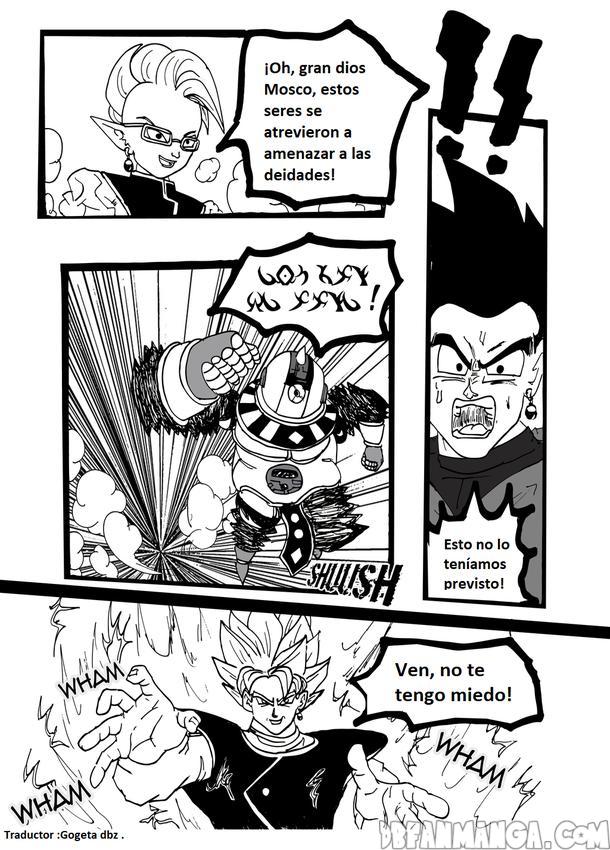 ¡Oh, gran dios
Mosco, estos
seres se
atrevieron a
amenazar a las
deidades!
!!
!
Esto no lo
teníamos
previsto!
SHUUSH
Ven, no te
tengo miedo!
WHAM
WHAM
WHAM
Traductor :Gogeta dbz .
DBFANMANGA.COM